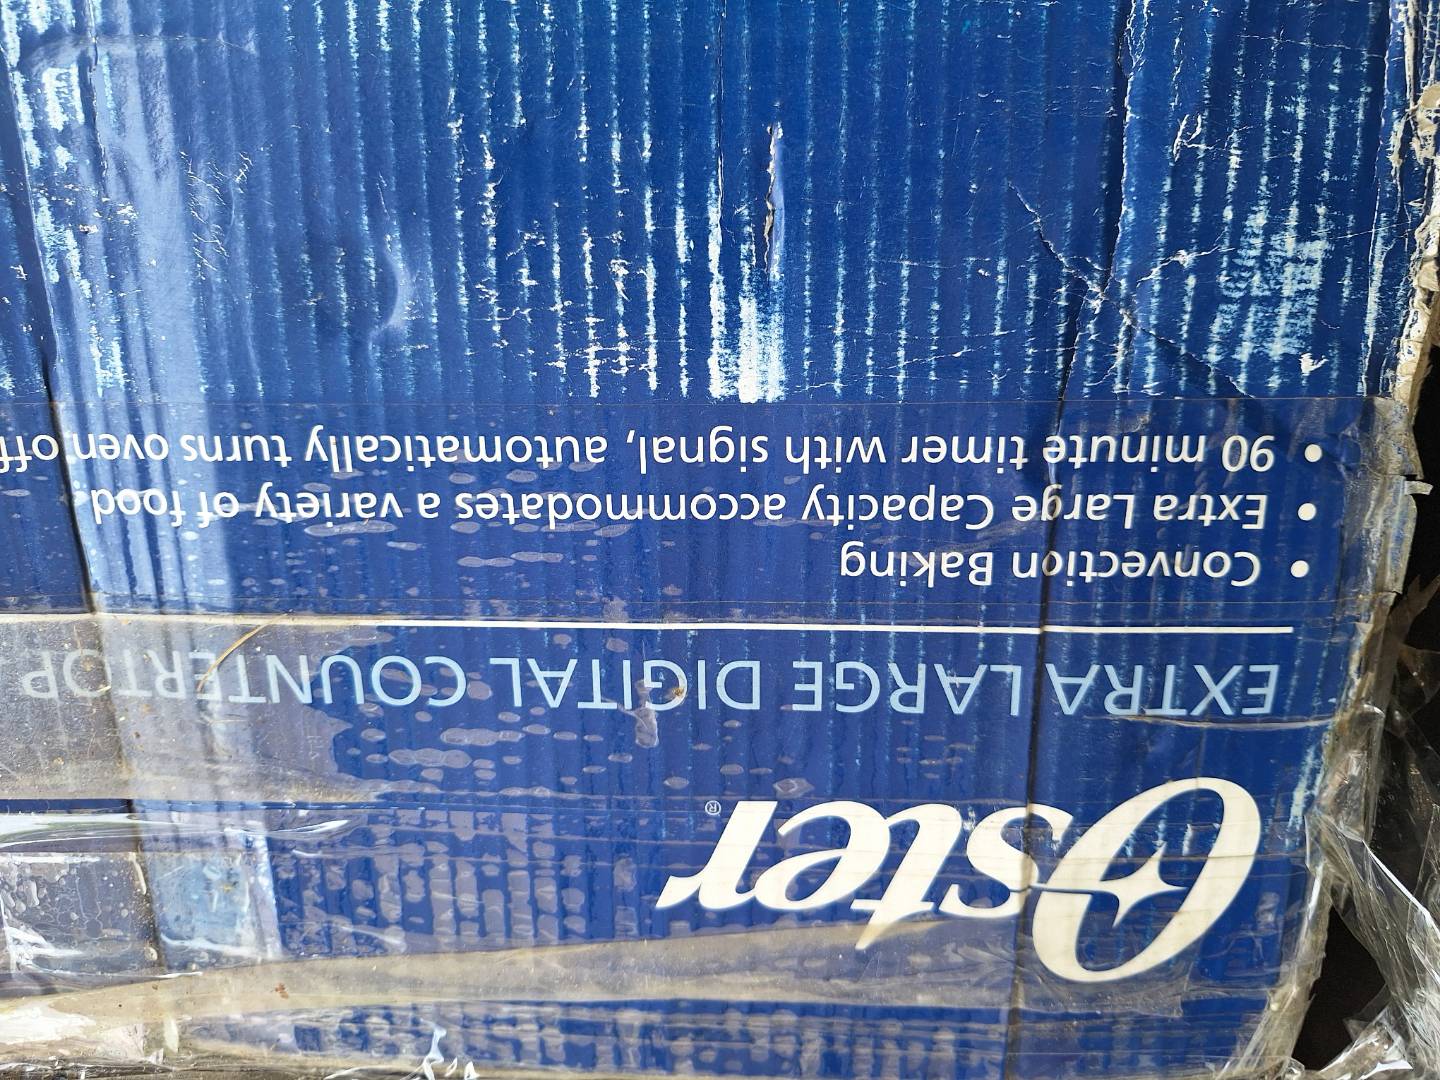 Oster®
EXTRA LARGE DIGITAL COUNTERTOP
• Convection Baking
• Extra Large Capacity accommodates a variety of food.
• 90 minute timer with signal, automatically turns oven off